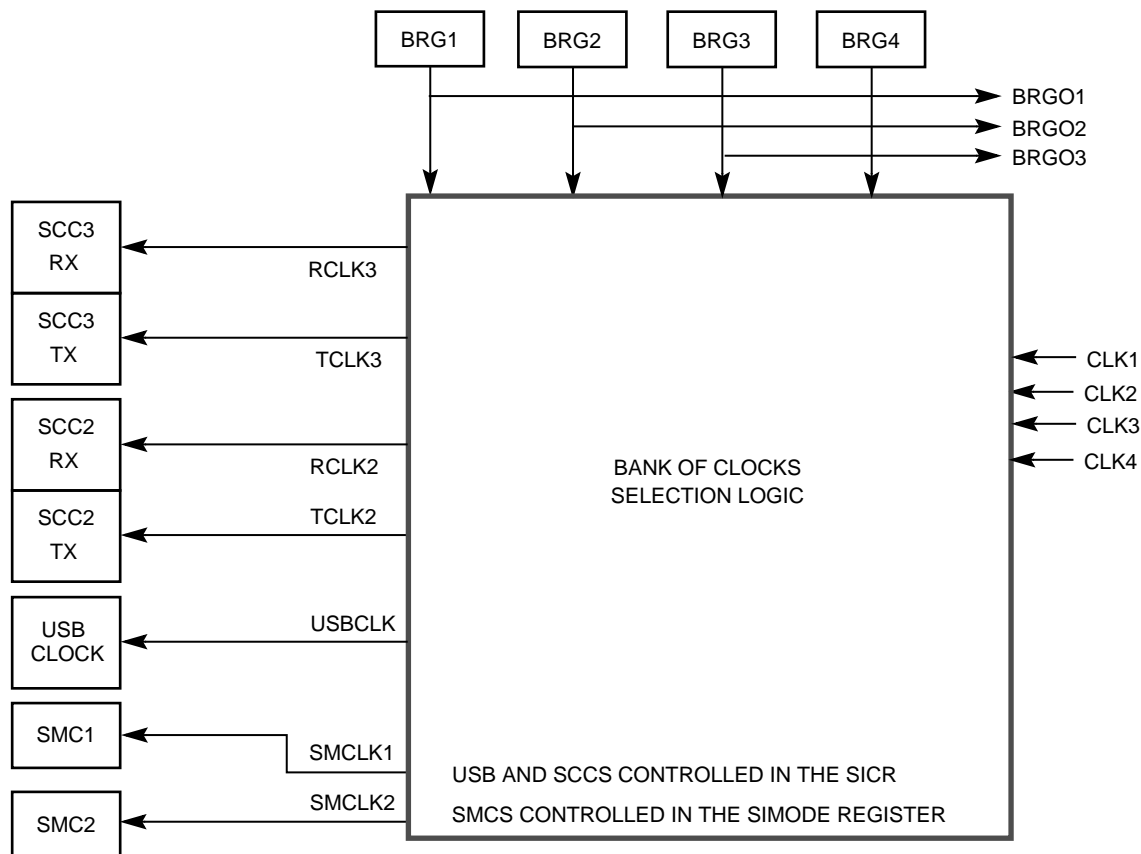 BRG1
BRG2
BRG3
BRG4
BRGO1
BRGO2
BRGO3
SCC3
RX
RCLK3
SCC3
TX
TCLK3
CLK1
CLK2
CLK3
CLK4
SCC2
RX
RCLK2
BANK OF CLOCKS
SELECTION LOGIC
SCC2
TX
TCLK2
USB
CLOCK
USBCLK
SMC1
SMCLK1
USB AND SCCS CONTROLLED IN THE SICR
SMC2
SMCLK2
SMCS CONTROLLED IN THE SIMODE REGISTER